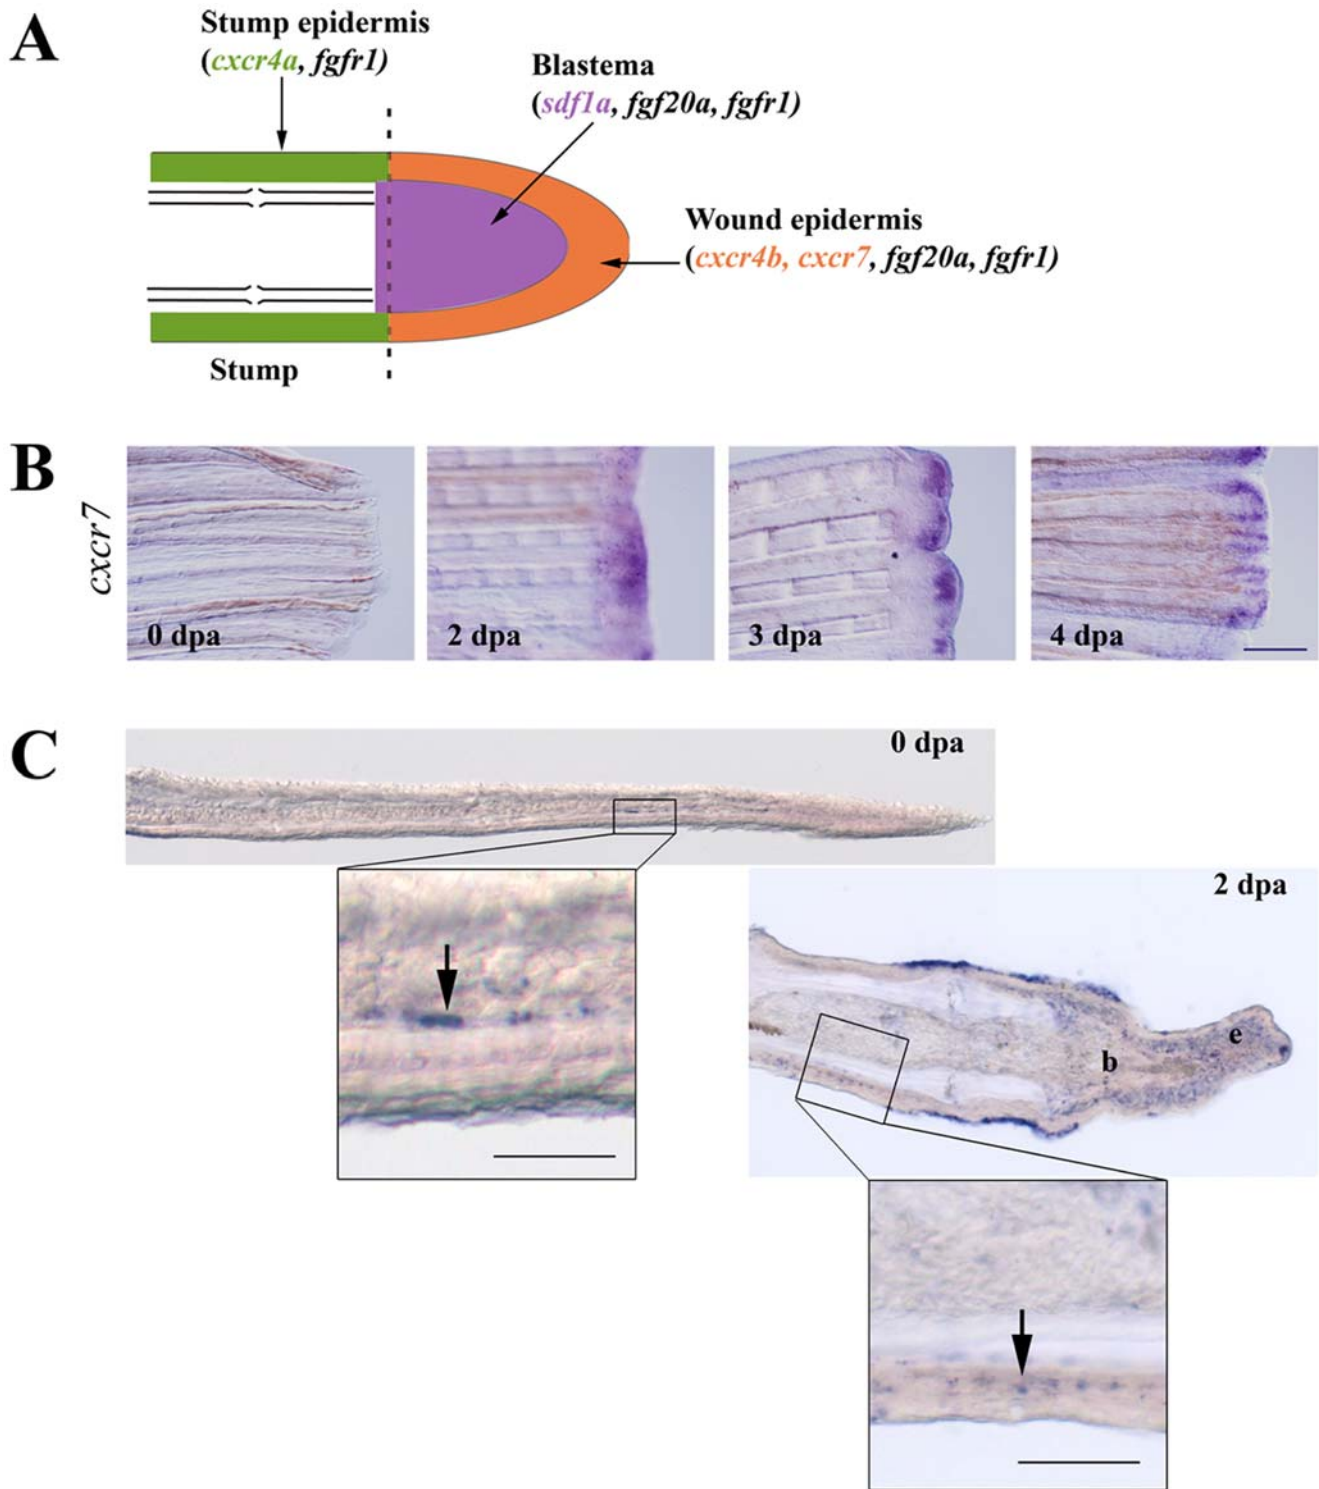 A
Stump epidermis
(cxcr4a, fgfr1)
Blastema
(sdf1a, fgf20a, fgfr1)
Wound epidermis
(cxcr4b, cxcr7, fgf20a, fgfr1)
Stump
B
cxcr7
0 dpa
2 dpa
3 dpa
4 dpa
C
0 dpa
2 dpa
b
e